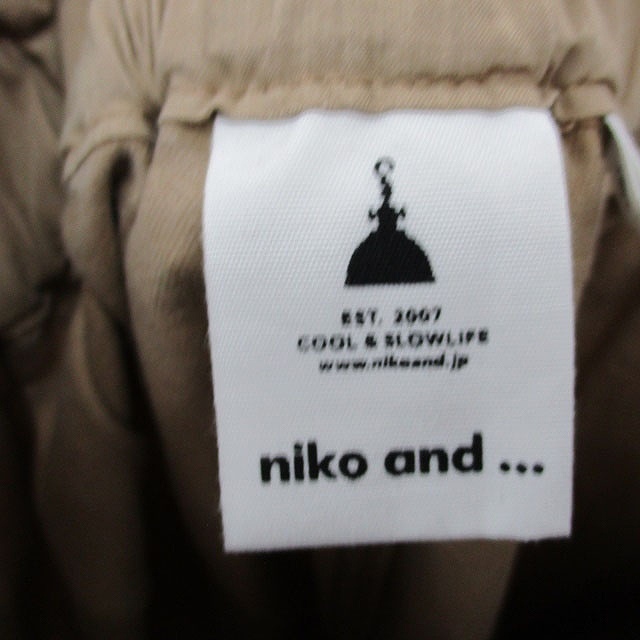 EST. 2007
COOL & SLOWLIFE
www.nikoand.jp
niko and ...